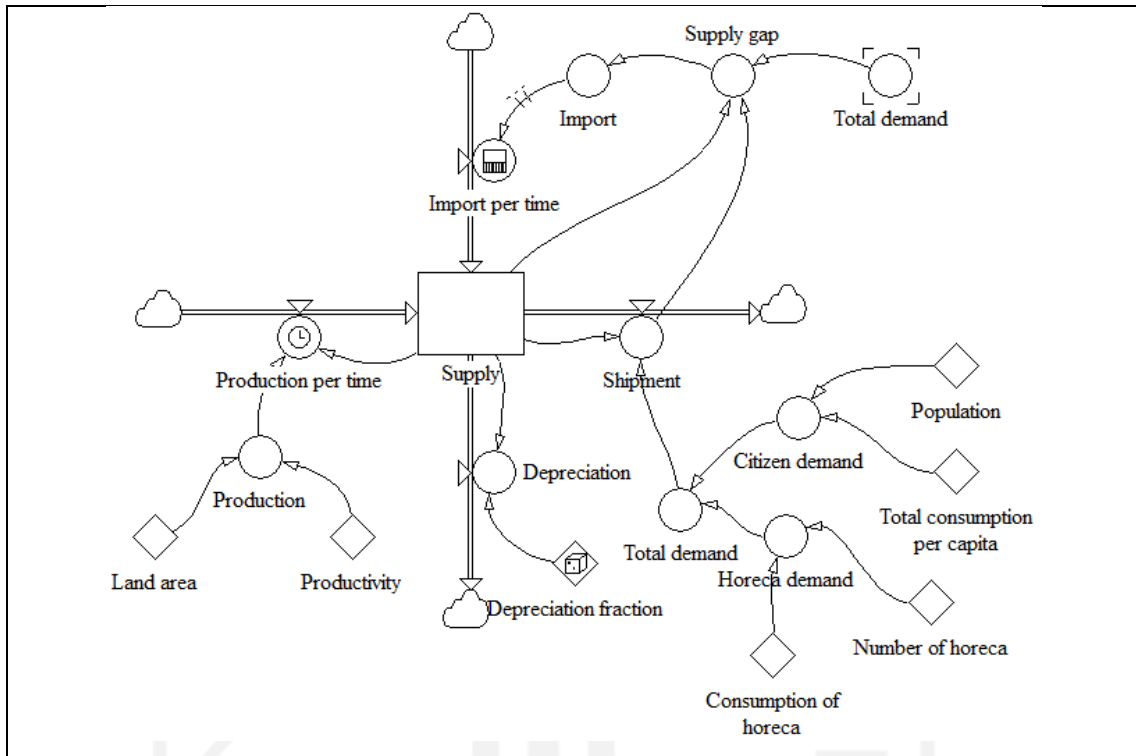 Supply gap
Import
Total demand
Import per time
Production per time
Supply
Shipment
Population
Citizen demand
Depreciation
Production
Total consumption
per capita
Total demand
Land area
Productivity
Horeca demand
Depreciation fraction
Number of horeca
Consumption of
horeca